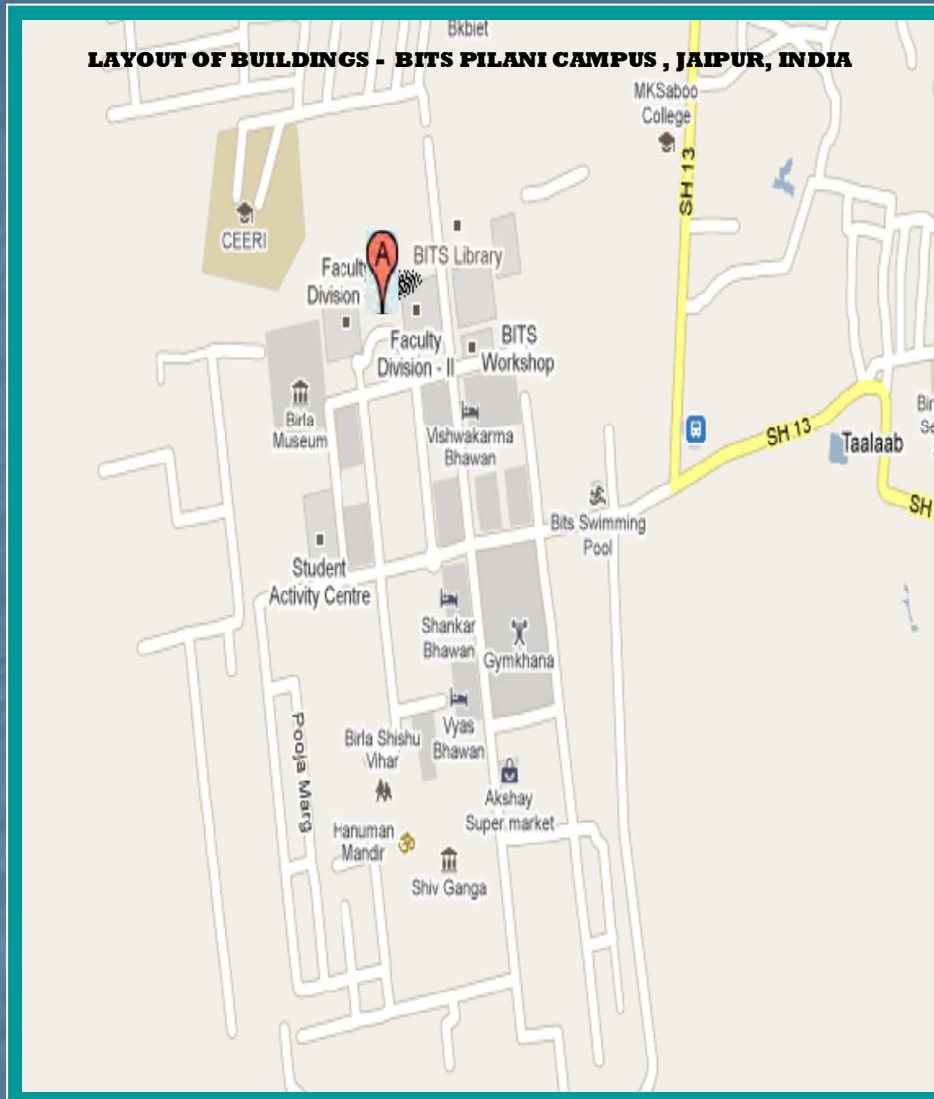 Bkbiet
LAYOUT OF BUILDINGS - BITS PILANI CAMPUS , JAIPUR, INDIA
MKSaboo
College
SH 13
CEERI
BITS Library
Faculty
Division
Faculty
Division - II
BITS
Workshop
Birla
Museum
Vishwakarma
Bhawan
SH 13
Taalaab
SH
Bits Swimming
Pool
Student
Activity Centre
Shankar
Bhawan
Gymkhana
Pooja Marg
Birla Shishu
Vihar
Vyas
Bhawan
Akshay
Super market
Hanuman
Mandir
ॐ
Shiv Ganga
A